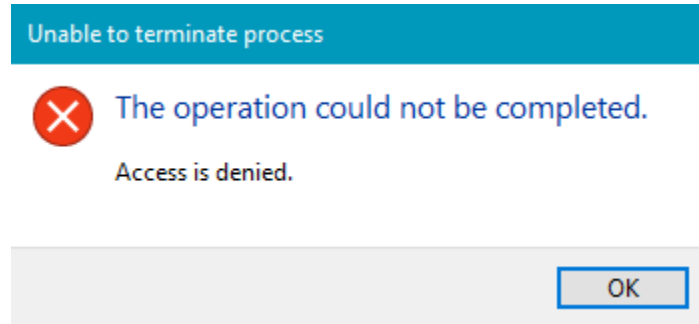 Unable to terminate process
The operation could not be completed.
Access is denied.
OK